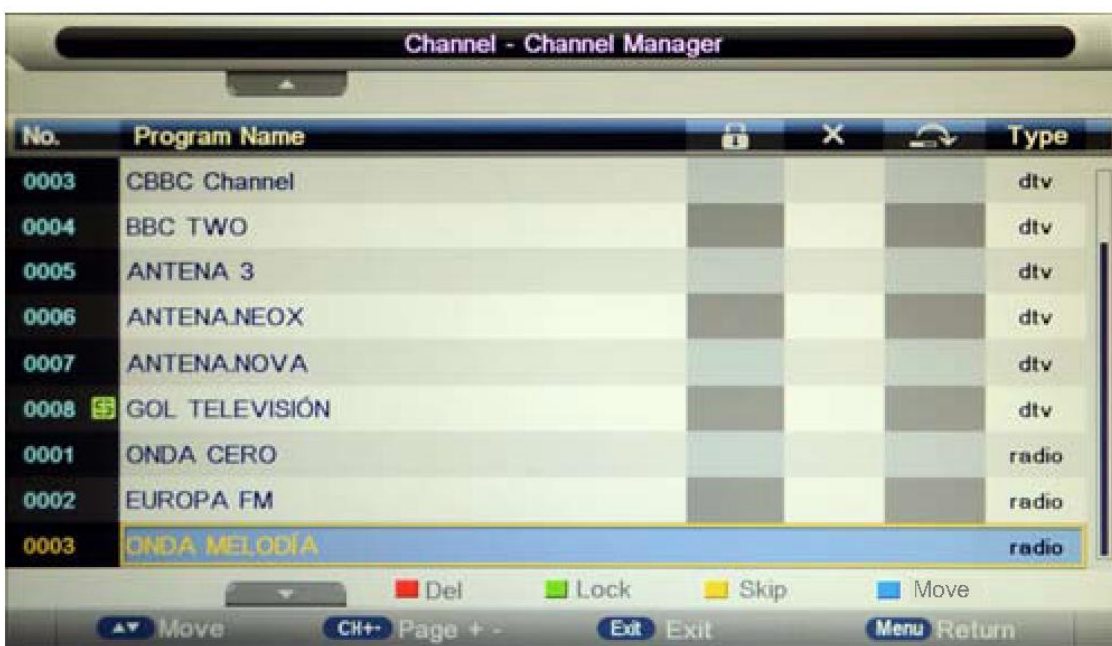 Channel - Channel Manager
No. Program Name Type
0003 CBBC Channel dtv
0004 BBC TWO dtv
0005 ANTENA 3 dtv
0006 ANTENA.NEOX dtv
0007 ANTENA.NOVA dtv
0008 $ GOL TELEVISIÓN dtv
0001 ONDA CERO radio
0002 EUROPA FM radio
0003 ONDA MELODÍA radio
Del Lock Skip Move
▲▼ Move CH+- Page + - Exit Exit Menu Return